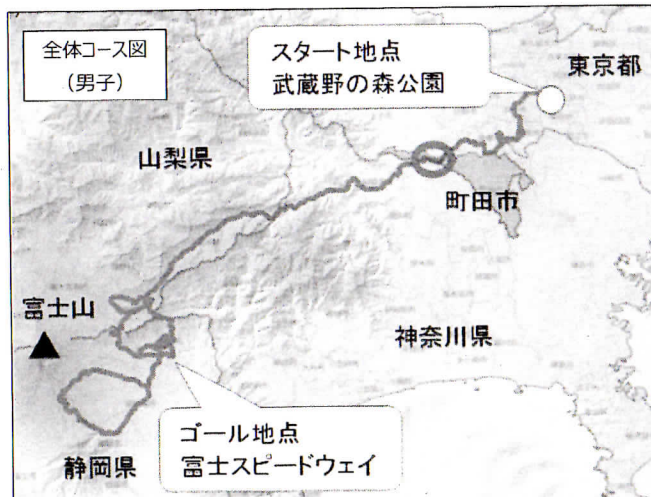 全体コース図
（男子）
スタート地点
武蔵野の森公園
東京都
山梨県
町田市
富士山
神奈川県
ゴール地点
富士スピードウェイ
静岡県